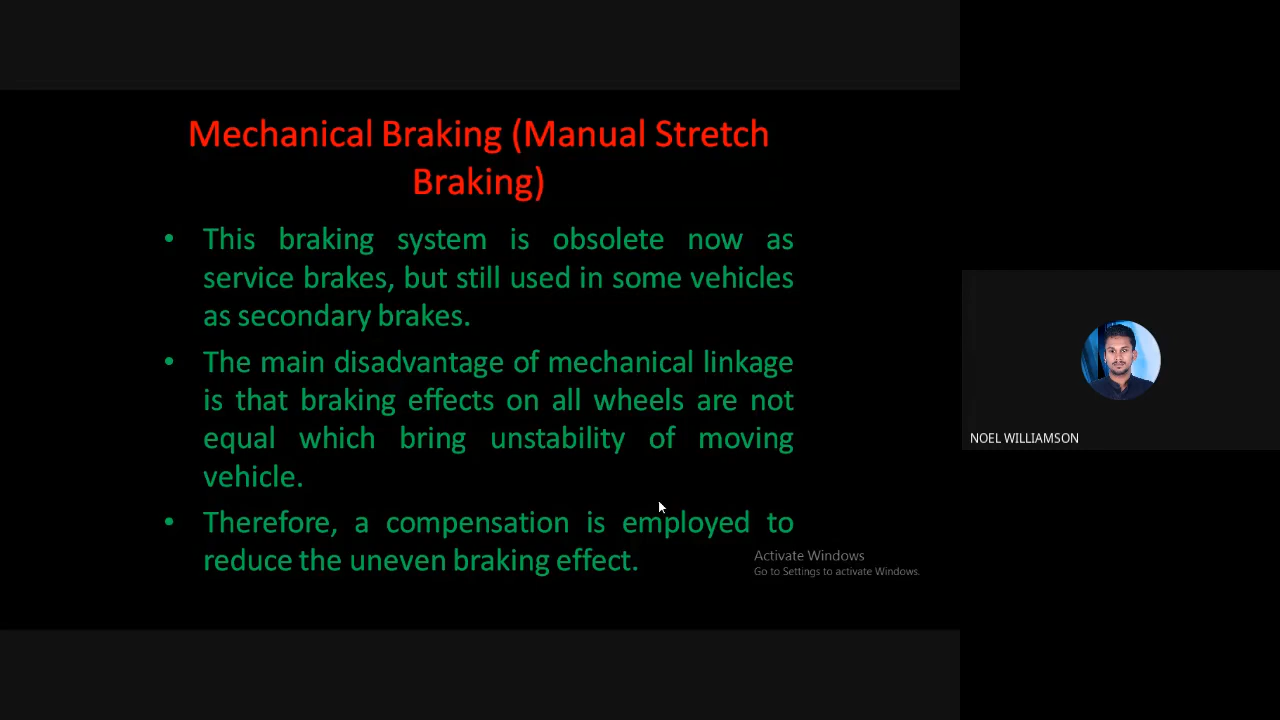 Mechanical Braking (Manual Stretch
Braking)
• This braking system is obsolete now as
service brakes, but still used in some vehicles
as secondary brakes.
• The main disadvantage of mechanical linkage
is that braking effects on all wheels are not
equal which bring unstability of moving
vehicle.
• Therefore, a compensation is employed to
reduce the uneven braking effect.
Activate Windows
Go to Settings to activate Windows.
NOEL WILLIAMSON